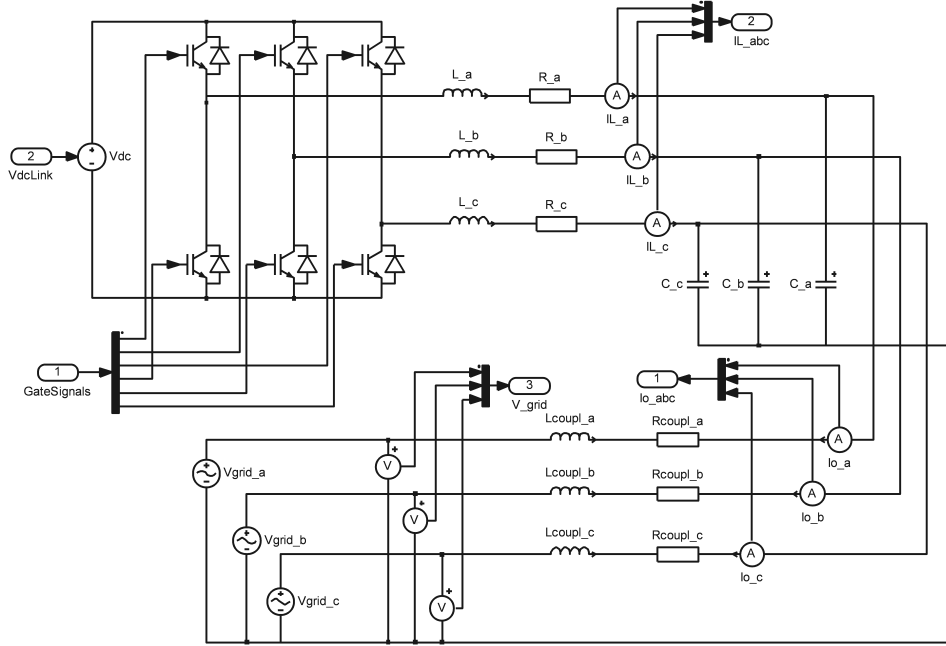 2
IL_abc
L_a
R_a
A
IL_a
2
VdcLink
Vdc
L_b
R_b
A
IL_b
L_c
R_c
A
IL_c
C_c
C_b
C_a
1
GateSignals
3
V_grid
1
Io_abc
Lcoupl_a
Rcoupl_a
A
Io_a
Vgrid_a
V
Lcoupl_b
Rcoupl_b
A
Io_b
Vgrid_b
V
Lcoupl_c
Rcoupl_c
A
Io_c
Vgrid_c
V